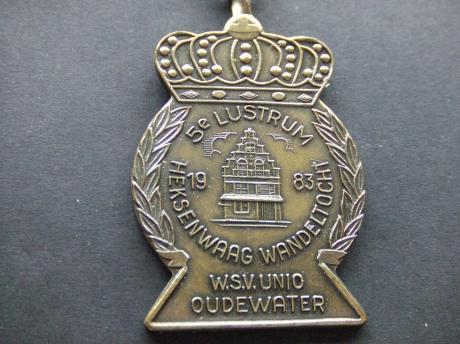 5e LUSTRUM
HEKSENWAAG WANDELTOCHT
19 83
W.S.V. UNIO
OUDEWATER